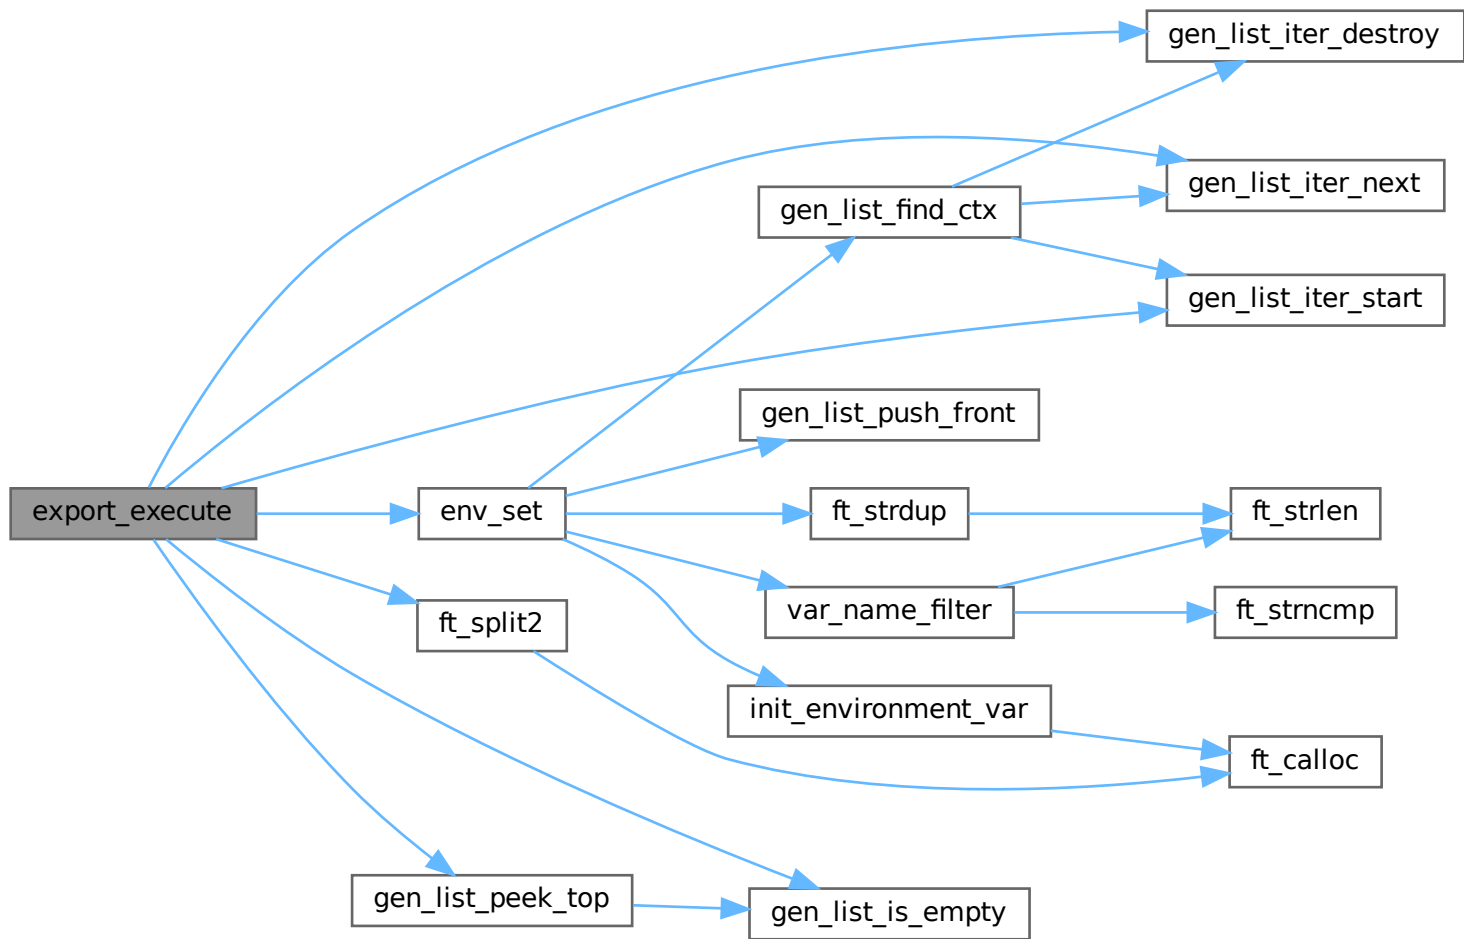 gen_list_iter_destroy
gen_list_iter_next
gen_list_find_ctx
gen_list_iter_start
gen_list_push_front
export_execute
env_set
ft_strdup
ft_strlen
ft_split2
var_name_filter
ft_strncmp
init_environment_var
ft_calloc
gen_list_peek_top
gen_list_is_empty